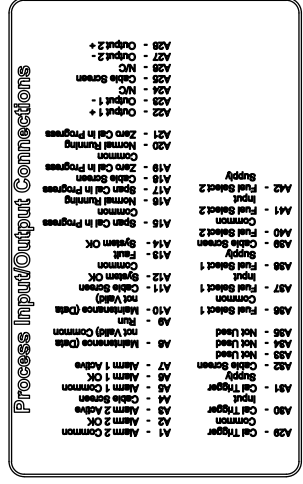 Process Input/Output Connections
A1 - Alarm 2 Common
A2 - Alarm 2 OK
A3 - Alarm 2 Active
A4 - Cable Screen
A5 - Alarm 1 Common
A6 - Alarm 1 OK
A7 - Alarm 1 Active
A8 - Maintenance (Data
not Valid) Common
A9 - Run
A10 - Maintenance (Data
not Valid)
A11 - Cable Screen
A12 - System OK
Common
A13 - Fault
A14 - System OK
A15 - Span Cal In Progress
Common
A16 - Normal Running
A17 - Span Cal In Progress
A18 - Cable Screen
A19 - Zero Cal In Progress
Common
A20 - Normal Running
A21 - Zero Cal In Progress
A22 - Output 1 +
A23 - Output 1 -
A24 - N/C
A25 - Cable Screen
A26 - N/C
A27 - Output 2 -
A28 - Output 2 +
A29 - Cal Trigger
Common
A30 - Cal Trigger
Input
A31 - Cal Trigger
Supply
A32 - Cable Screen
A33 - Not Used
A34 - Not Used
A35 - Not Used
A36 - Fuel Select 1
Common
A37 - Fuel Select 1
Input
A38 - Fuel Select 1
Supply
A39 - Cable Screen
A40 - Fuel Select 2
Common
A41 - Fuel Select 2
Input
A42 - Fuel Select 2
Supply